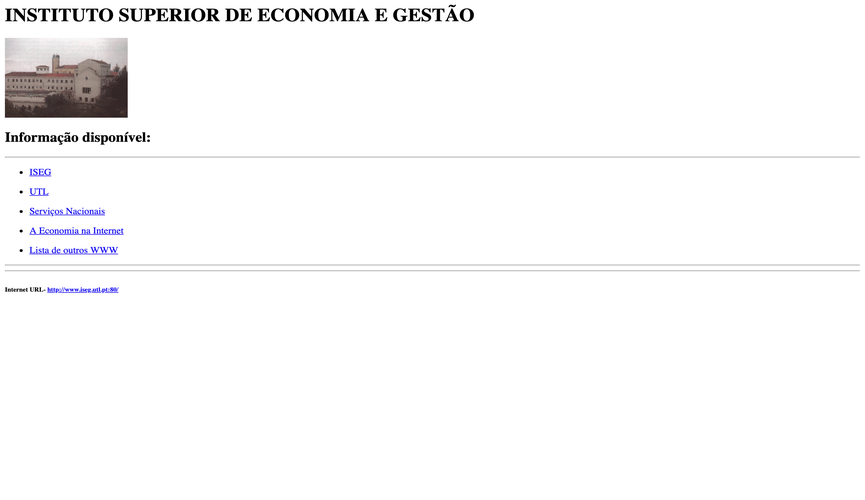 INSTITUTO SUPERIOR DE ECONOMIA E GESTÃO
Informação disponível:
ISEG
UTL
Serviços Nacionais
A Economia na Internet
Lista de outros WWW
Internet URL- http://www.iseg.utl.pt:80/